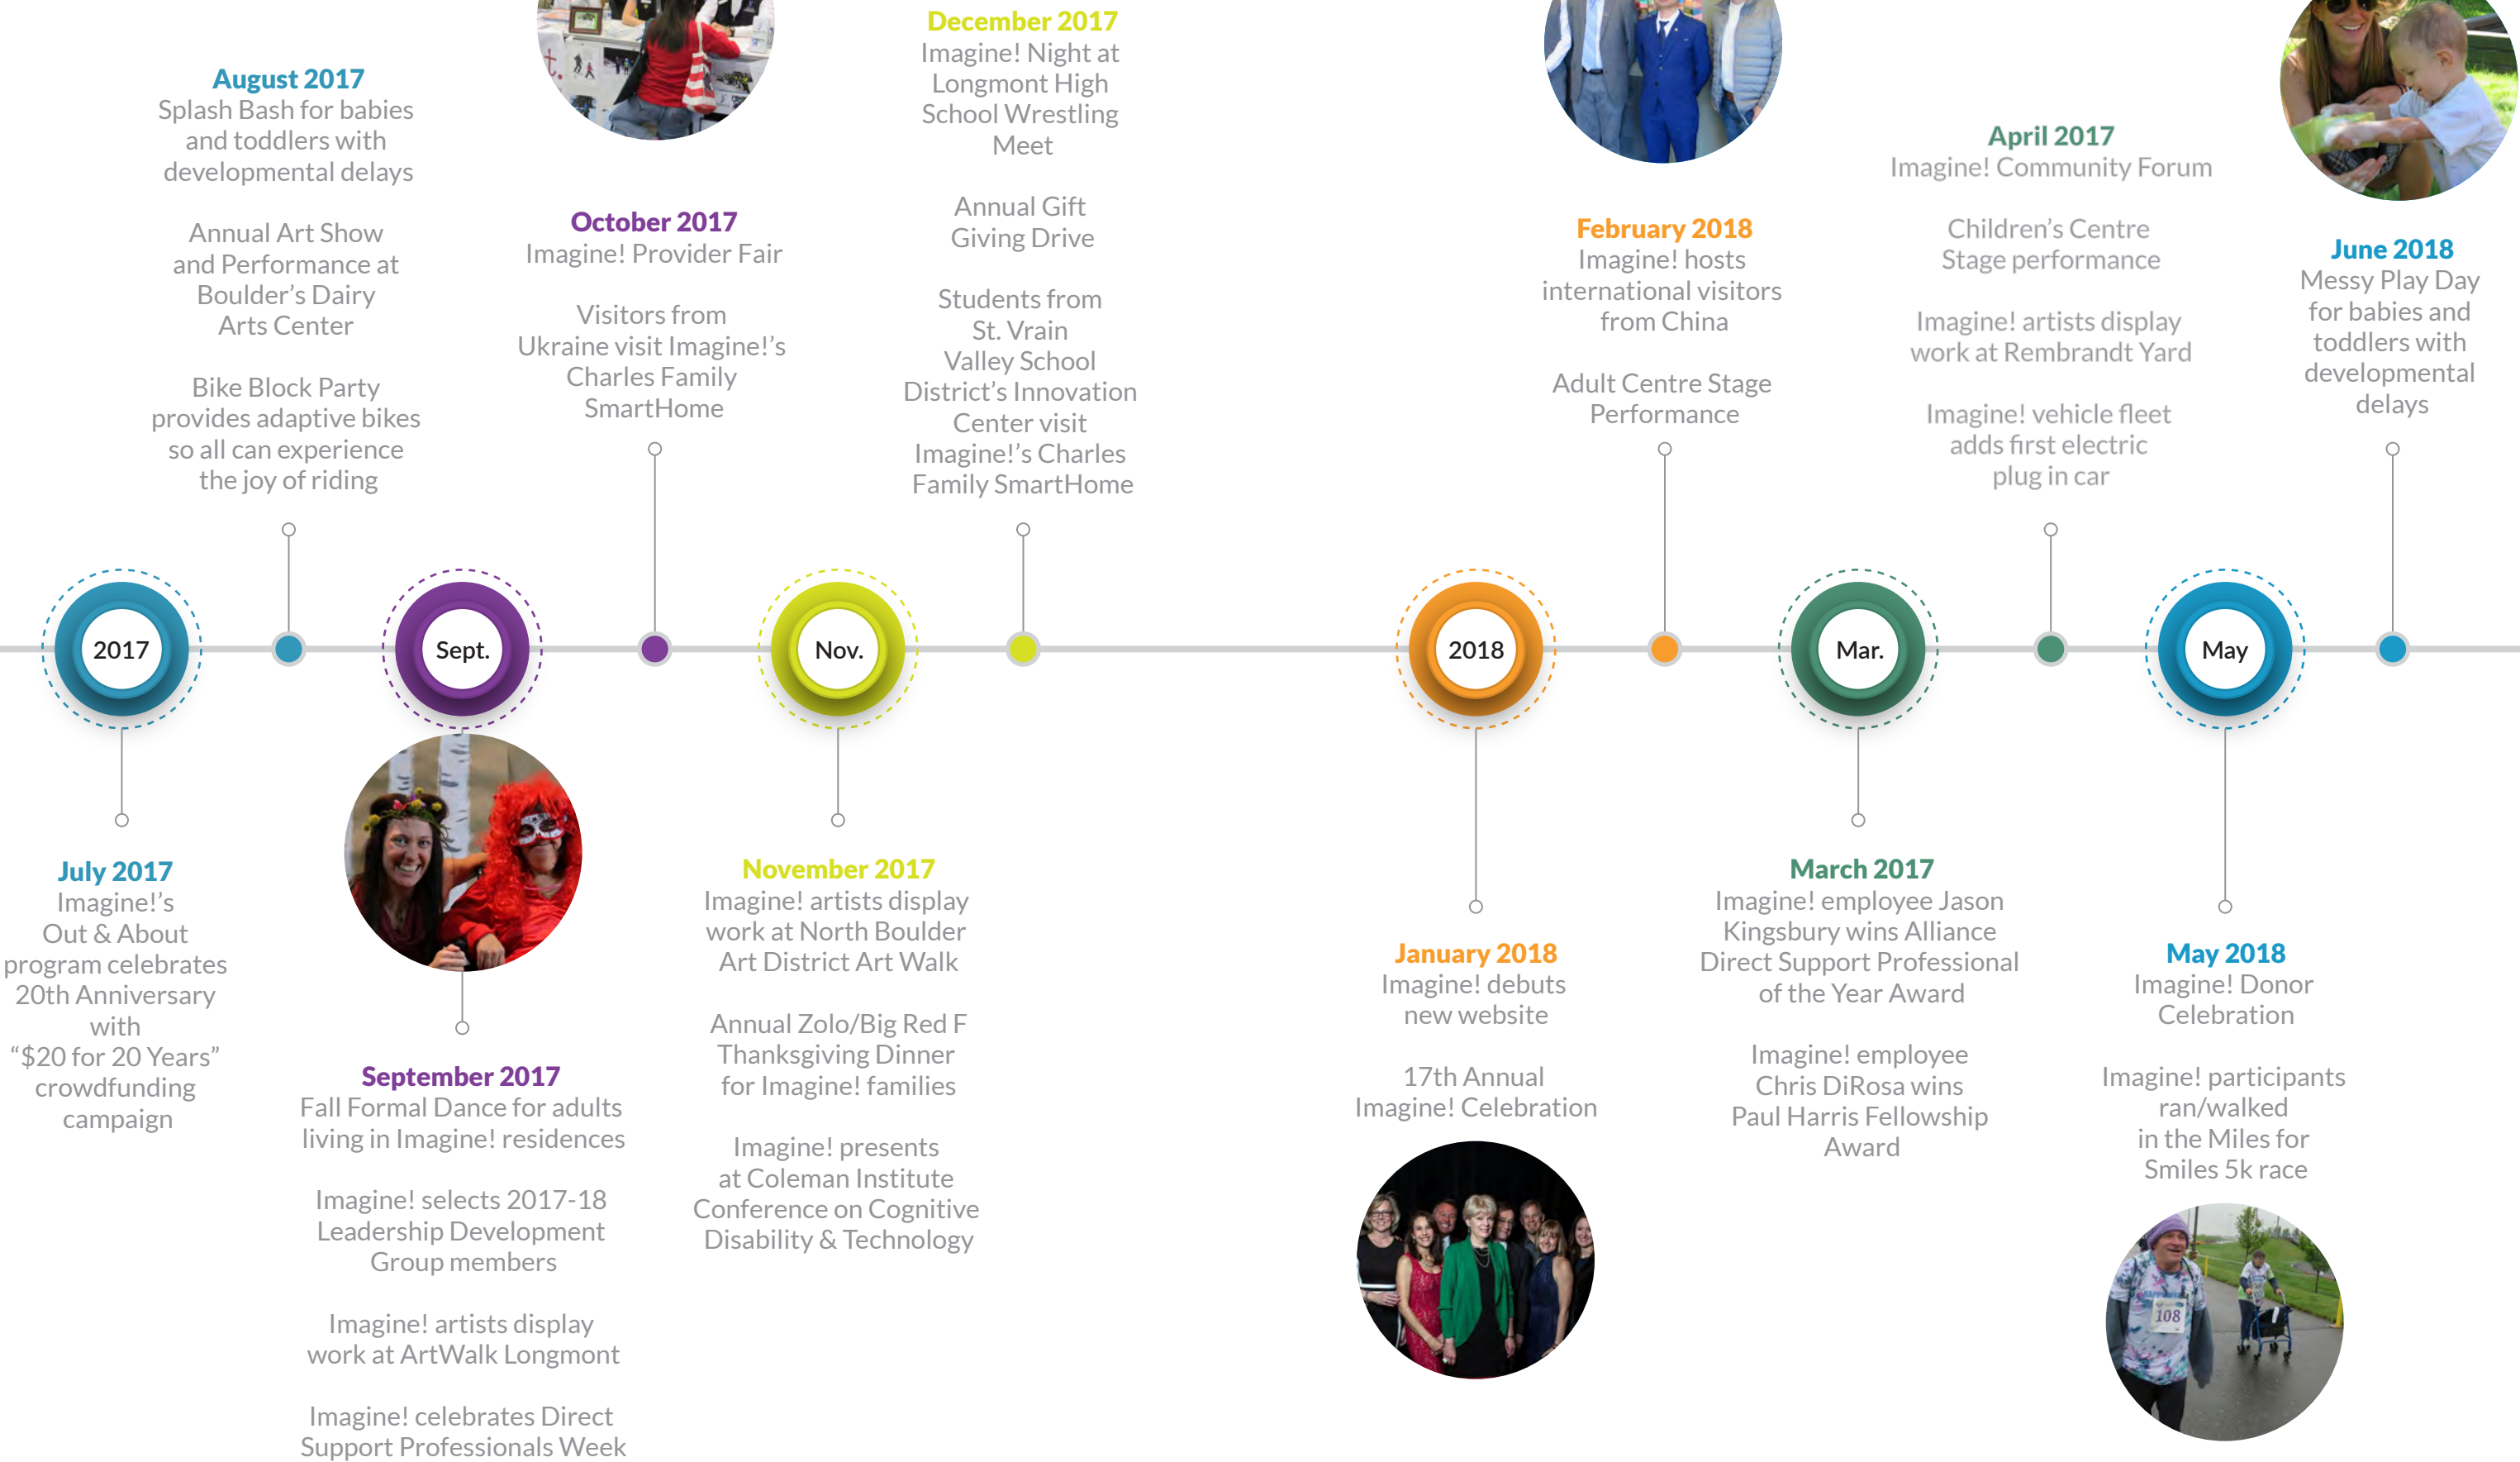 August 2017
Splash Bash for babies
and toddlers with
developmental delays
Annual Art Show
and Performance at
Boulder’s Dairy
Arts Center
Bike Block Party
provides adaptive bikes
so all can experience
the joy of riding
October 2017
Imagine! Provider Fair
Visitors from
Ukraine visit Imagine!’s
Charles Family
SmartHome
December 2017
Imagine! Night at
Longmont High
School Wrestling
Meet
Annual Gift
Giving Drive
Students from
St. Vrain
Valley School
District’s Innovation
Center visit
Imagine!’s Charles
Family SmartHome
February 2018
Imagine! hosts
international visitors
from China
Adult Centre Stage
Performance
April 2017
Imagine! Community Forum
Children’s Centre
Stage performance
Imagine! artists display
work at Rembrandt Yard
Imagine! vehicle fleet
adds first electric
plug in car
June 2018
Messy Play Day
for babies and
toddlers with
developmental
delays
2017
Sept.
Nov.
2018
Mar.
May
July 2017
Imagine!’s
Out & About
program celebrates
20th Anniversary
with
“$20 for 20 Years”
crowdfunding
campaign
September 2017
Fall Formal Dance for adults
living in Imagine! residences
Imagine! selects 2017-18
Leadership Development
Group members
Imagine! artists display
work at ArtWalk Longmont
Imagine! celebrates Direct
Support Professionals Week
November 2017
Imagine! artists display
work at North Boulder
Art District Art Walk
Annual Zolo/Big Red F
Thanksgiving Dinner
for Imagine! families
Imagine! presents
at Coleman Institute
Conference on Cognitive
Disability & Technology
January 2018
Imagine! debuts
new website
17th Annual
Imagine! Celebration
March 2017
Imagine! employee Jason
Kingsbury wins Alliance
Direct Support Professional
of the Year Award
Imagine! employee
Chris DiRosa wins
Paul Harris Fellowship
Award
May 2018
Imagine! Donor
Celebration
Imagine! participants
ran/walked
in the Miles for
Smiles 5k race
108